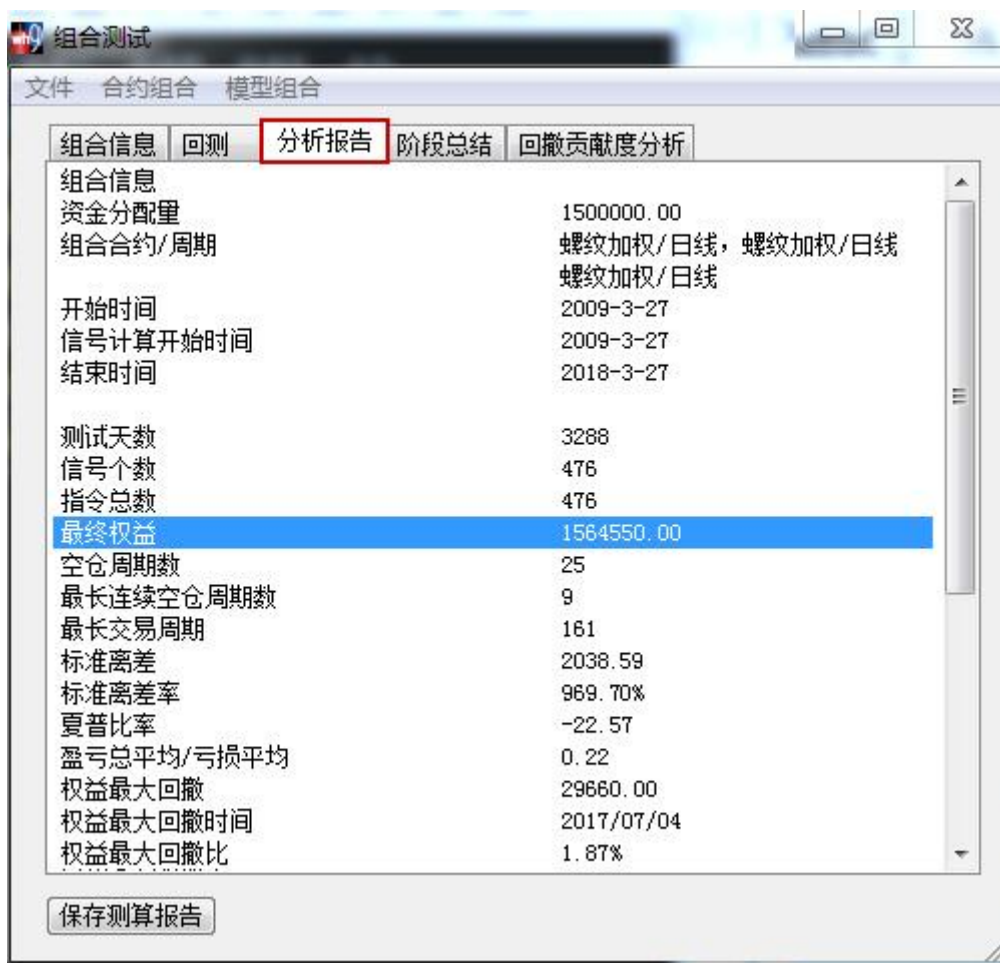 组合测试
文件 合约组合 模型组合
组合信息 回测 分析报告 阶段总结 回撤贡献度分析
组合信息
资金分配量 1500000.00
组合合约/周期 螺纹加权/日线，螺纹加权/日线
螺纹加权/日线
开始时间 2009-3-27
信号计算开始时间 2009-3-27
结束时间 2018-3-27
测试天数 3288
信号个数 476
指令总数 476
最终权益 1564550.00
空仓周期数 25
最长连续空仓周期数 9
最长交易周期 161
标准离差 2038.59
标准离差率 969.70%
夏普比率 -22.57
盈亏总平均/亏损平均 0.22
权益最大回撤 29660.00
权益最大回撤时间 2017/07/04
权益最大回撤比 1.87%
保存测算报告